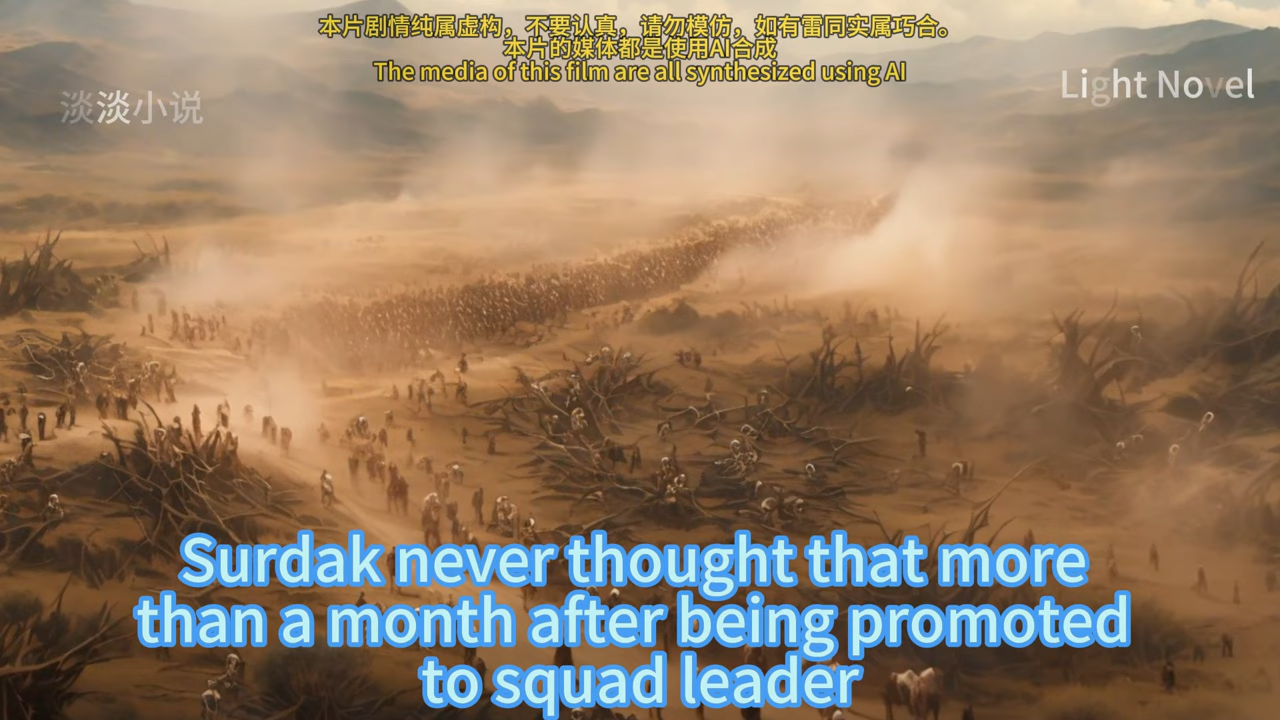 本片剧情纯属虚构，不要认真，请勿模仿，如有雷同实属巧合。
本片的媒体都是使用AI合成
The media of this film are all synthesized using AI
Light Novel
淡淡小说
Surdak never thought that more
than a month after being promoted
to squad leader